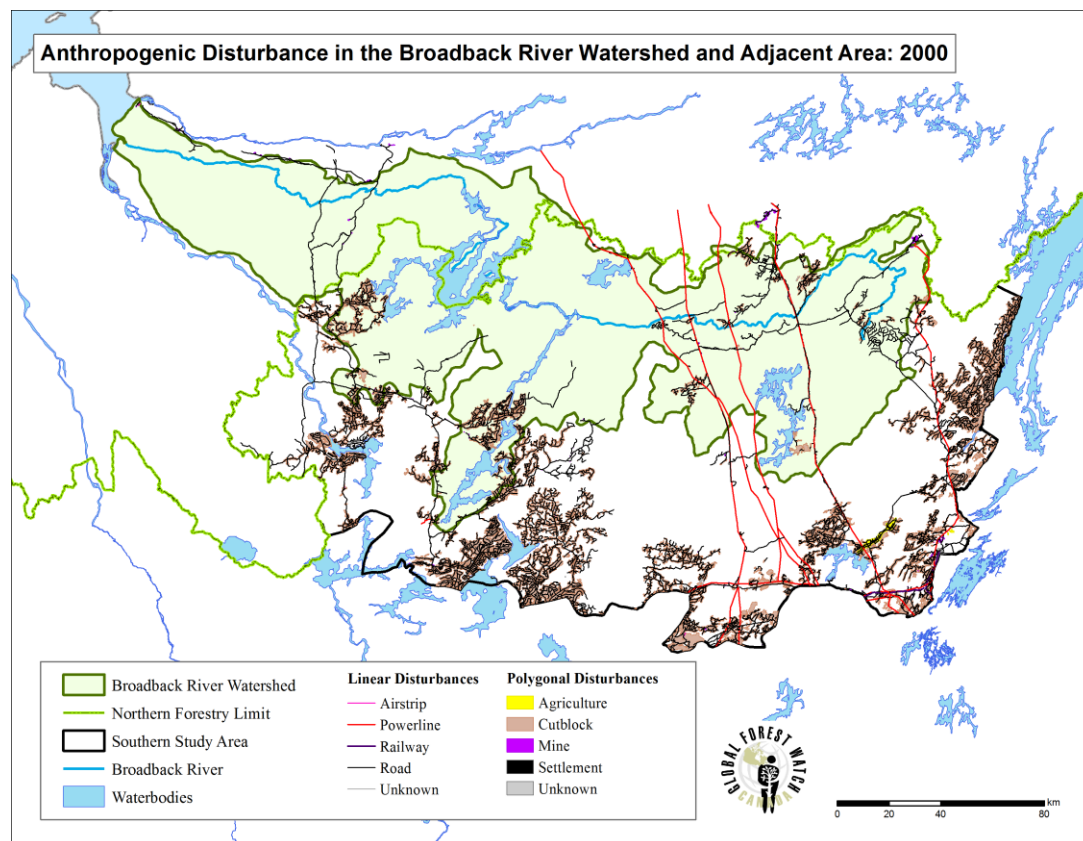 Anthropogenic Disturbance in the Broadback River Watershed and Adjacent Area: 2000
Broadback River Watershed
Northern Forestry Limit
Southern Study Area
Broadback River
Waterbodies
Linear Disturbances
Airstrip
Powerline
Railway
Road
Unknown
Polygonal Disturbances
Agriculture
Cutblock
Mine
Settlement
Unknown
GLOBAL FOREST WATCH
CANADA
km
0 20 40 80